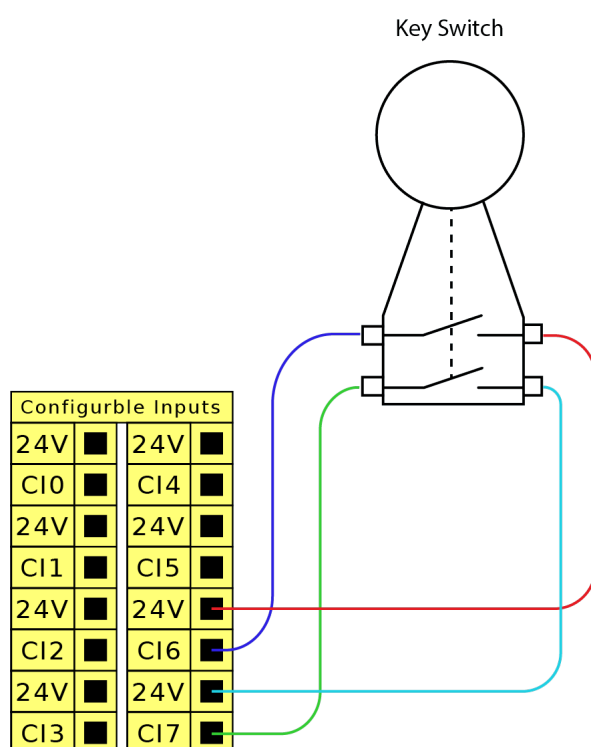 Key Switch
Configurble Inputs
24V 24V
CI0 CI4
24V 24V
CI1 CI5
24V 24V
CI2 CI6
24V 24V
CI3 CI7